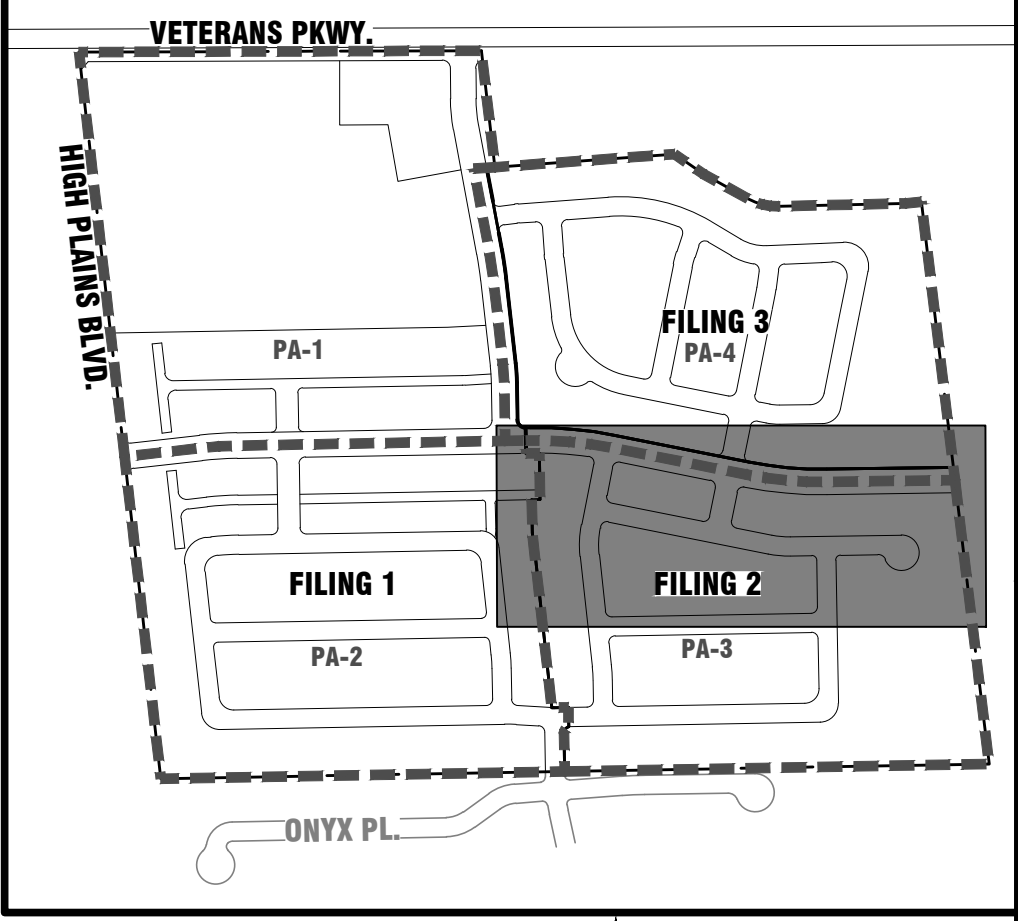 VETERANS PKWY.
HIGH PLAINS BLVD.
FILING 3
PA-4
PA-1
FILING 1
FILING 2
PA-2
PA-3
ONYX PL.